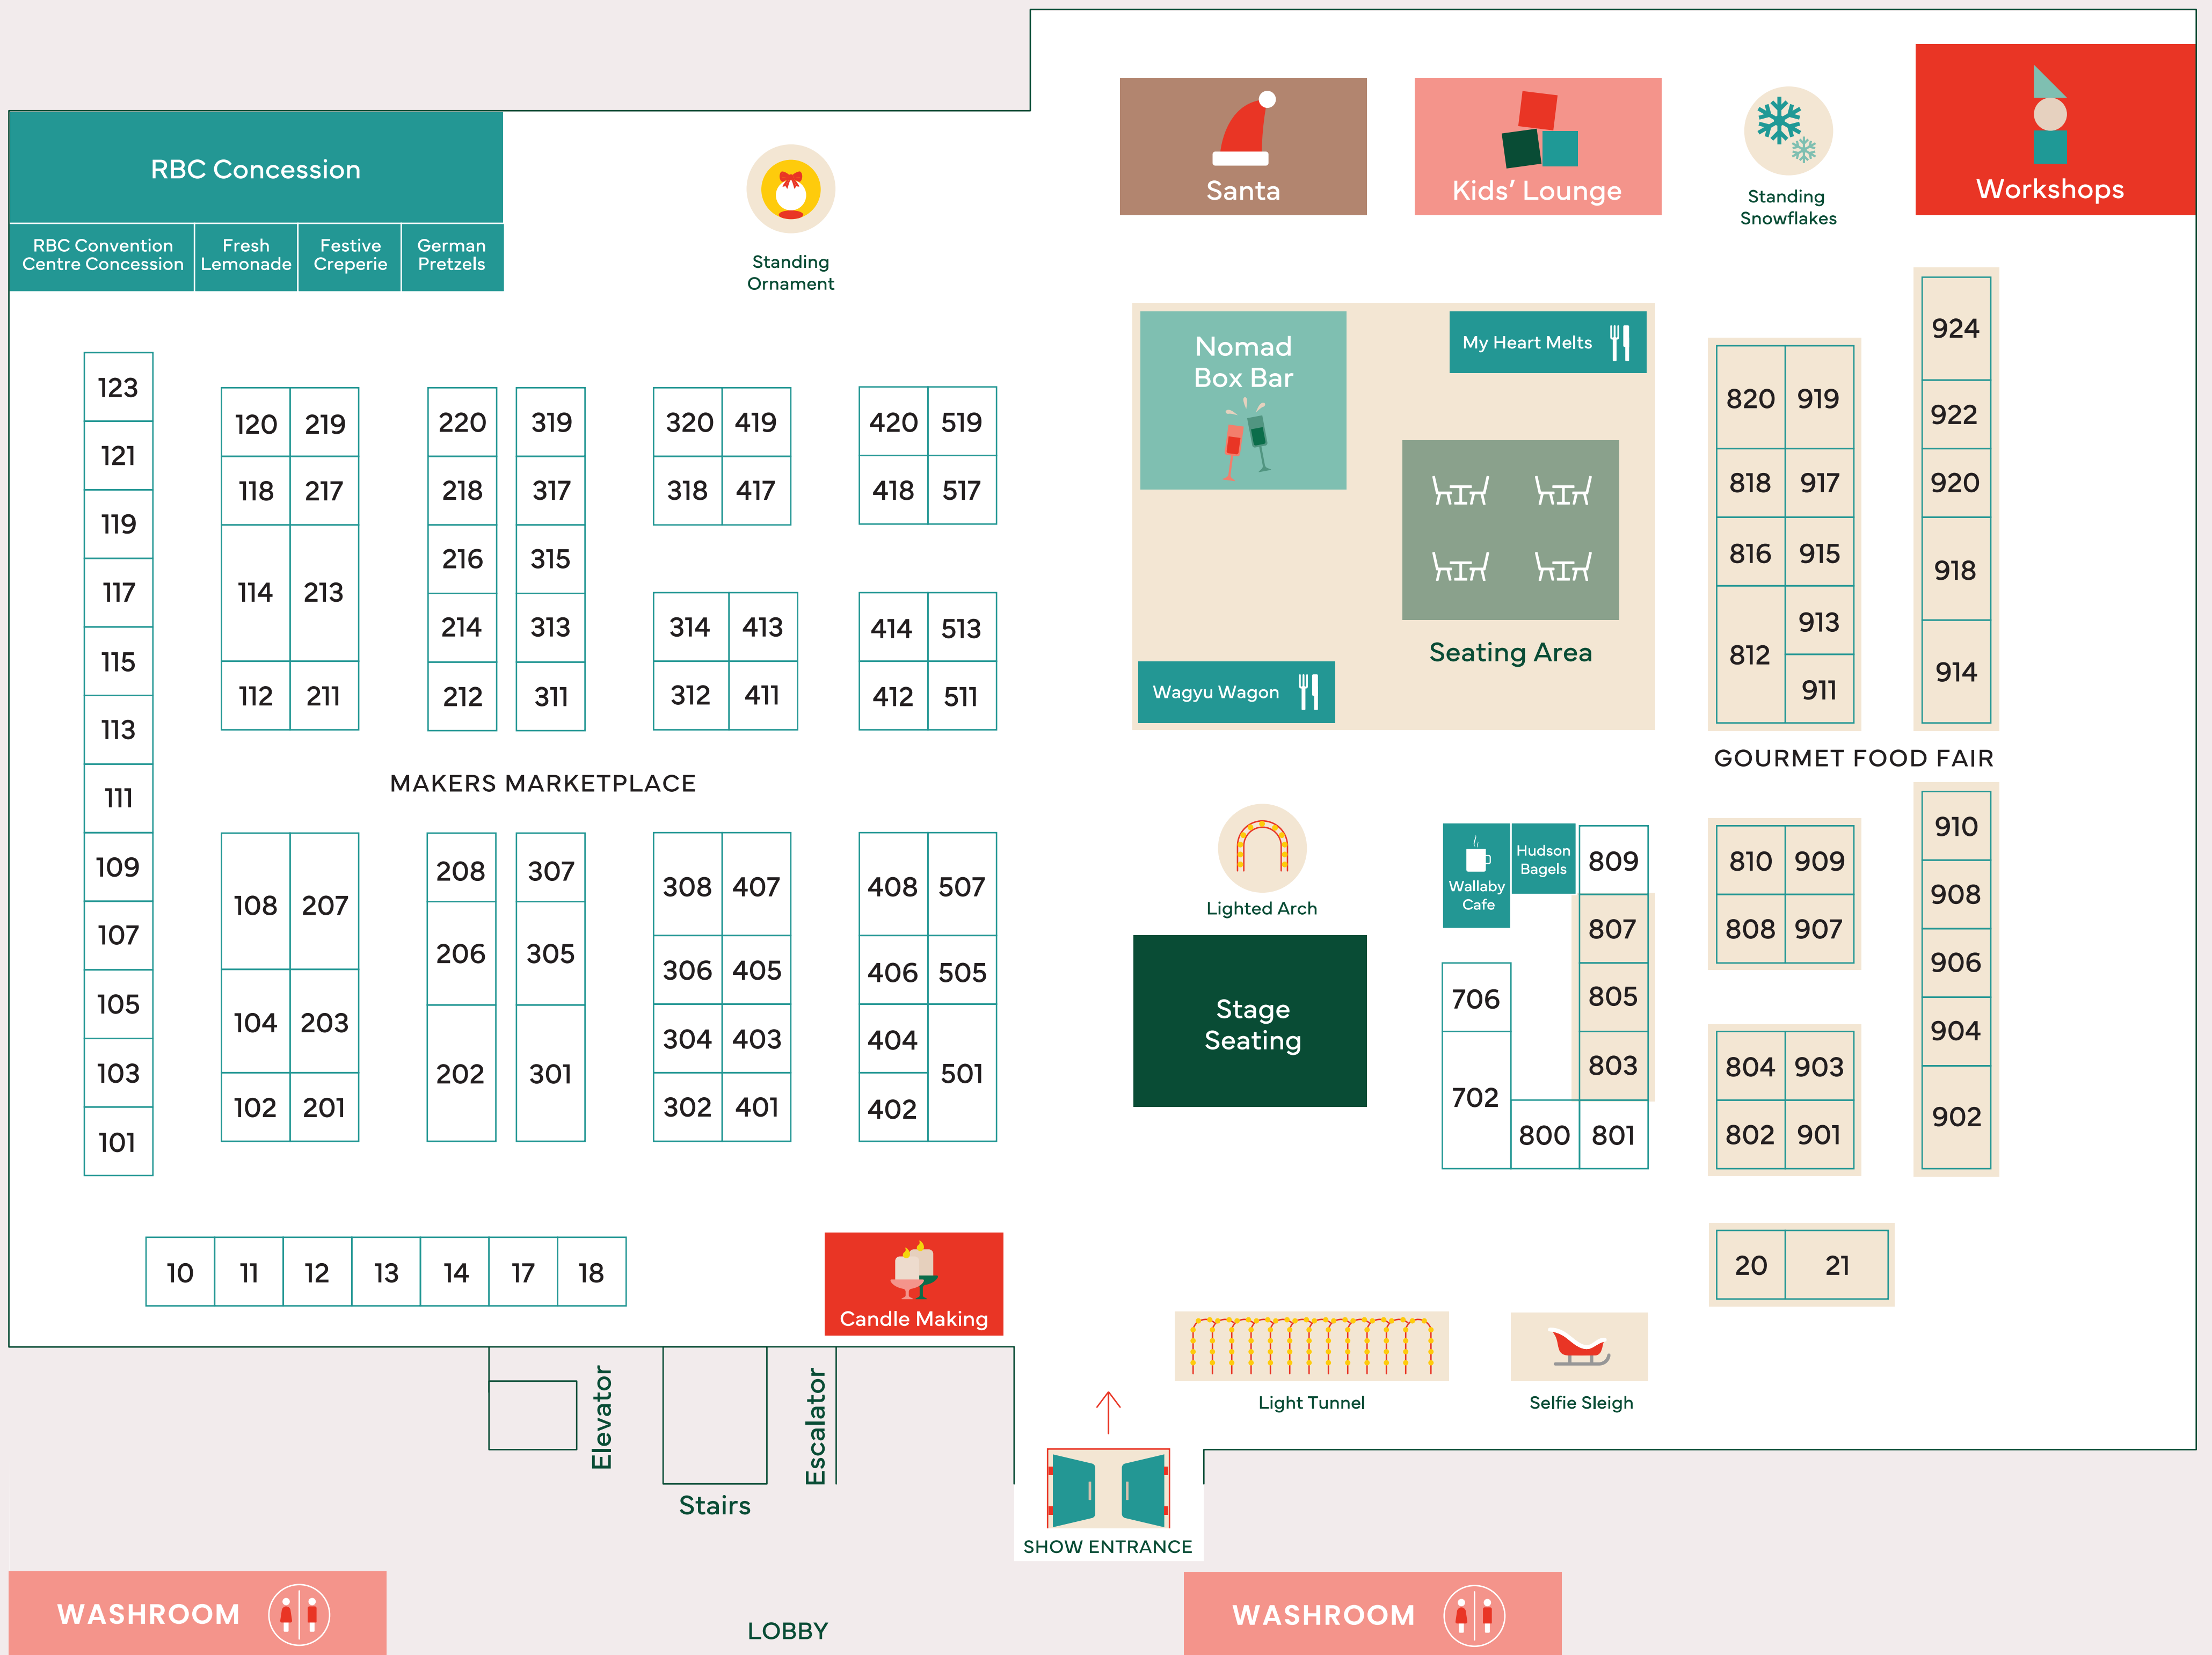 RBC Concession
RBC Convention
Centre Concession
Fresh
Lemonade
Festive
Creperie
German
Pretzels
Standing
Ornament
Santa
Kids' Lounge
Standing
Snowflakes
Workshops
123
121
119
117
115
113
111
109
107
105
103
101
120 219
118 217
114 213
112 211
220 319
218 317
216 315
214 313
212 311
320 419
318 417
314 413
312 411
420 519
418 517
414 513
412 511
MAKERS MARKETPLACE
108 207
104 203
102 201
208 307
206 305
202 301
308 407
306 405
304 403
302 401
408 507
406 505
404
501
402
10 11 12 13 14 17 18
Candle Making
Nomad
Box Bar
My Heart Melts
Seating Area
Wagyu Wagon
820 919
818 917
816 915
913
812
911
924
922
920
918
914
GOURMET FOOD FAIR
Lighted Arch
Stage
Seating
Wallaby
Cafe
Hudson
Bagels
809
807
805
803
706
702
800 801
810 909
808 907
804 903
802 901
910
908
906
904
902
20 21
Light Tunnel
Selfie Sleigh
Elevator
Stairs
Escalator
SHOW ENTRANCE
WASHROOM
LOBBY
WASHROOM